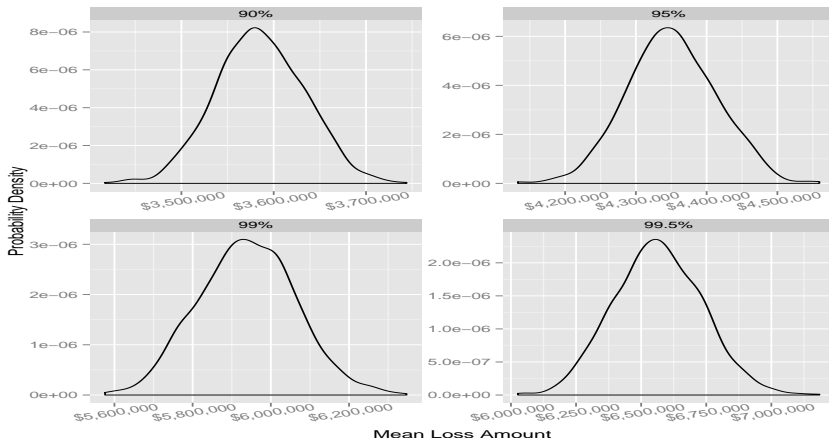 90%
8e−06
6e−06
4e−06
2e−06
0e+00
$3,500,000
$3,600,000
$3,700,000
95%
6e−06
4e−06
2e−06
0e+00
$4,200,000
$4,300,000
$4,400,000
$4,500,000
Probability Density
99%
3e−06
2e−06
1e−06
0e+00
$5,600,000
$5,800,000
$6,000,000
$6,200,000
99.5%
2.0e−06
1.5e−06
1.0e−06
5.0e−07
0.0e+00
$6,000,000
$6,250,000
$6,500,000
$6,750,000
$7,000,000
Mean Loss Amount